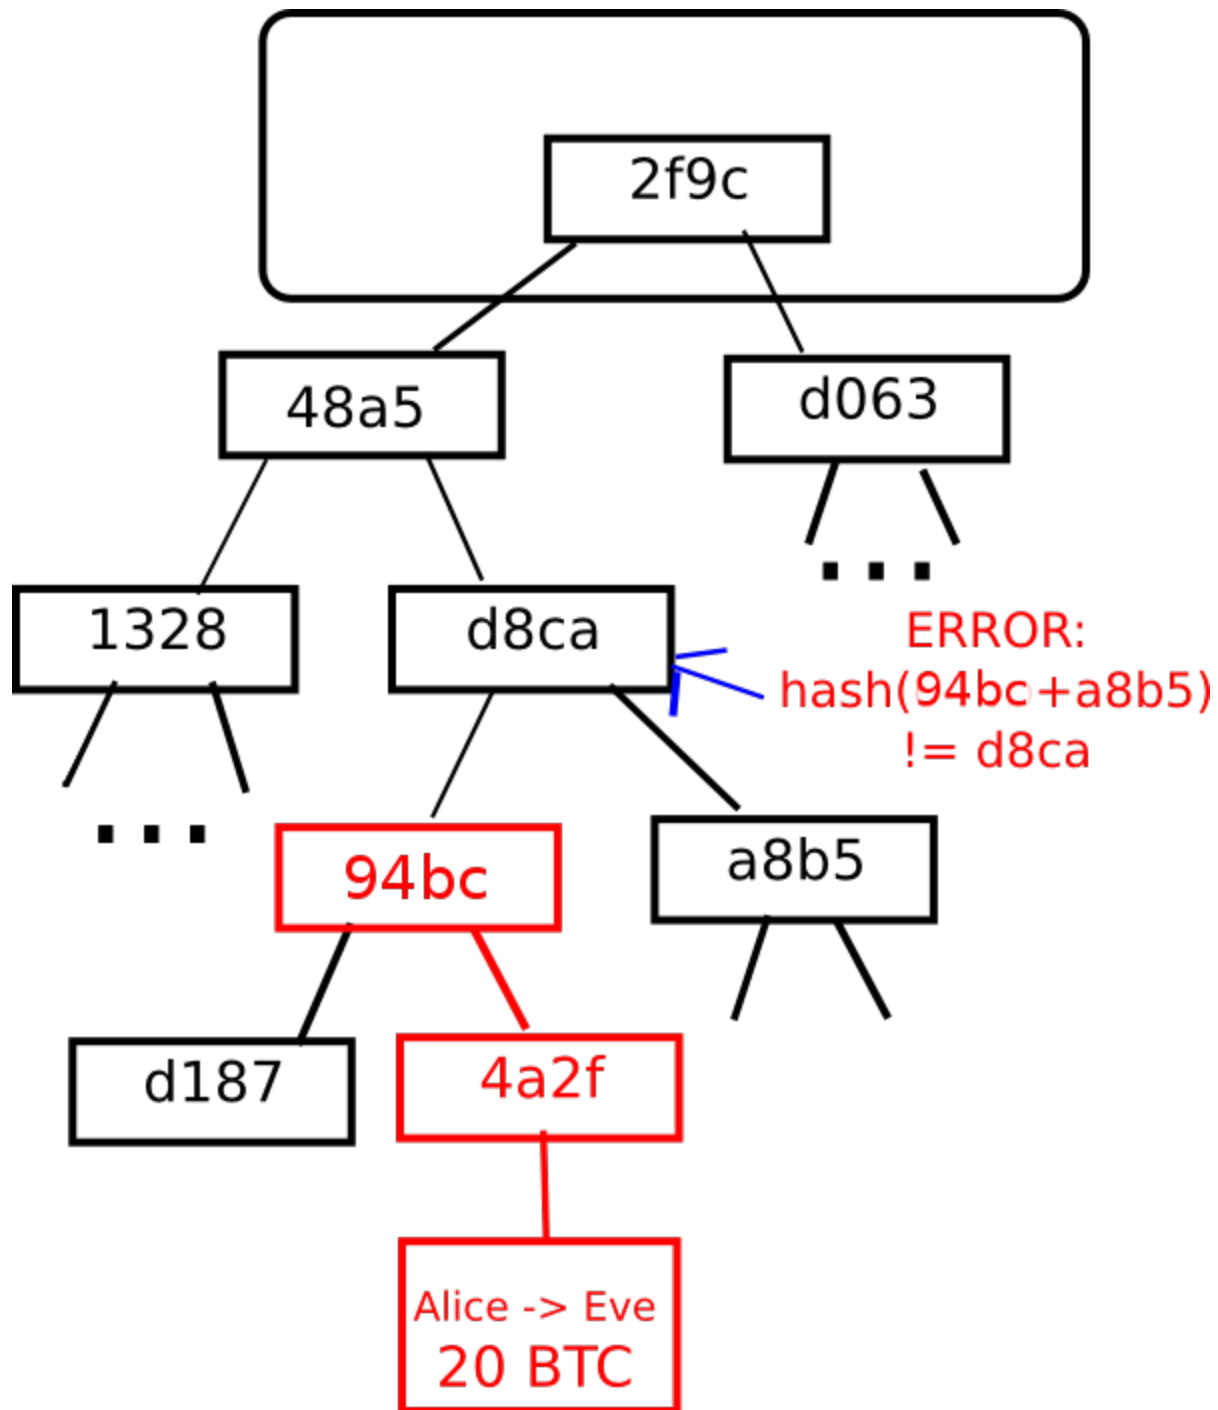 2f9c
48a5
d063
. . .
1328
d8ca
ERROR:
hash(94bc+a8b5)
!= d8ca
. . .
94bc
a8b5
d187
4a2f
Alice -> Eve
20 BTC